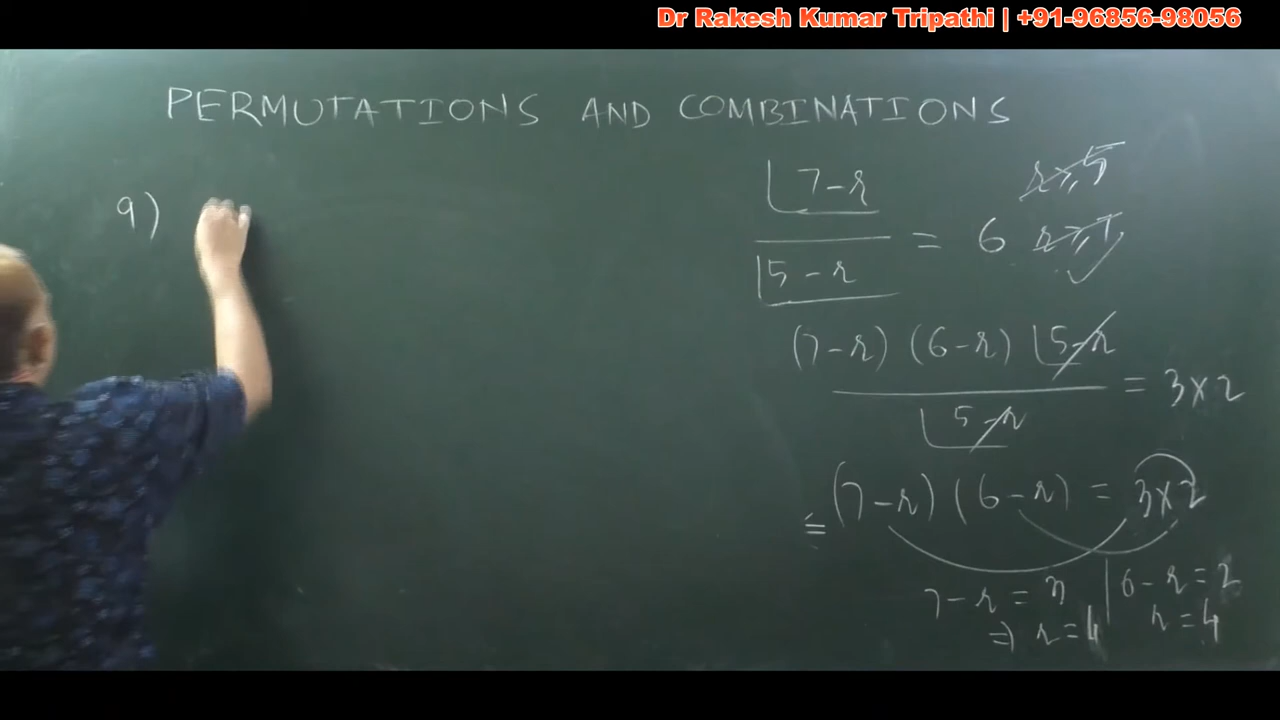 Dr Rakesh Kumar Tripathi | +91-96856-98056
PERMUTATIONS AND COMBINATIONS
9)
|7-r
|5-r
= 6
(7-r) (6-r) |5-r
|5-r
= 3×2
(7-r) (6-r) = 3×2
7-r = 3 | 6-r = 2
⇒ r = 4 r = 4